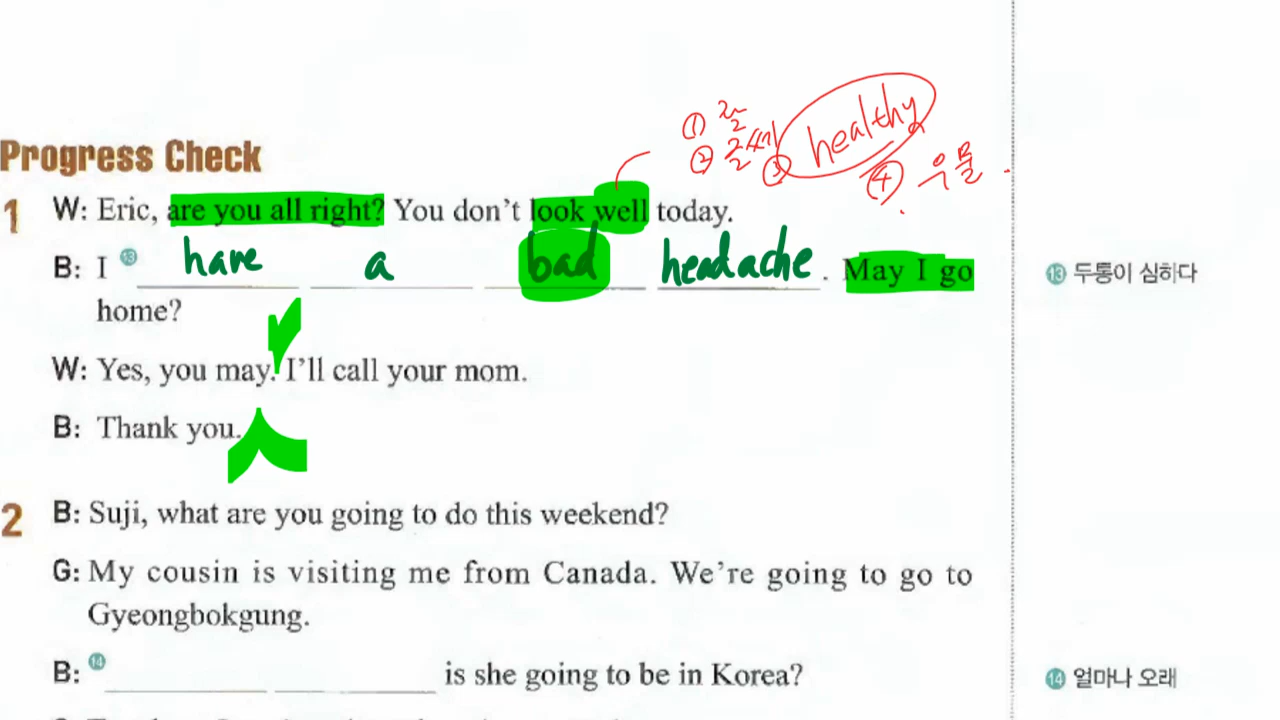 ① 잘
② 글쎄
③ healthy
④ 우물
Progress Check
1 W: Eric, are you all right? You don't look well today.
B: I ⑬ have a bad headache. May I go
⑬ 두통이 심하다
home?
W: Yes, you may. I'll call your mom.
B: Thank you.
2 B: Suji, what are you going to do this weekend?
G: My cousin is visiting me from Canada. We're going to go to
Gyeongbokgung.
B: ⑭ is she going to be in Korea?
⑭ 얼마나 오래